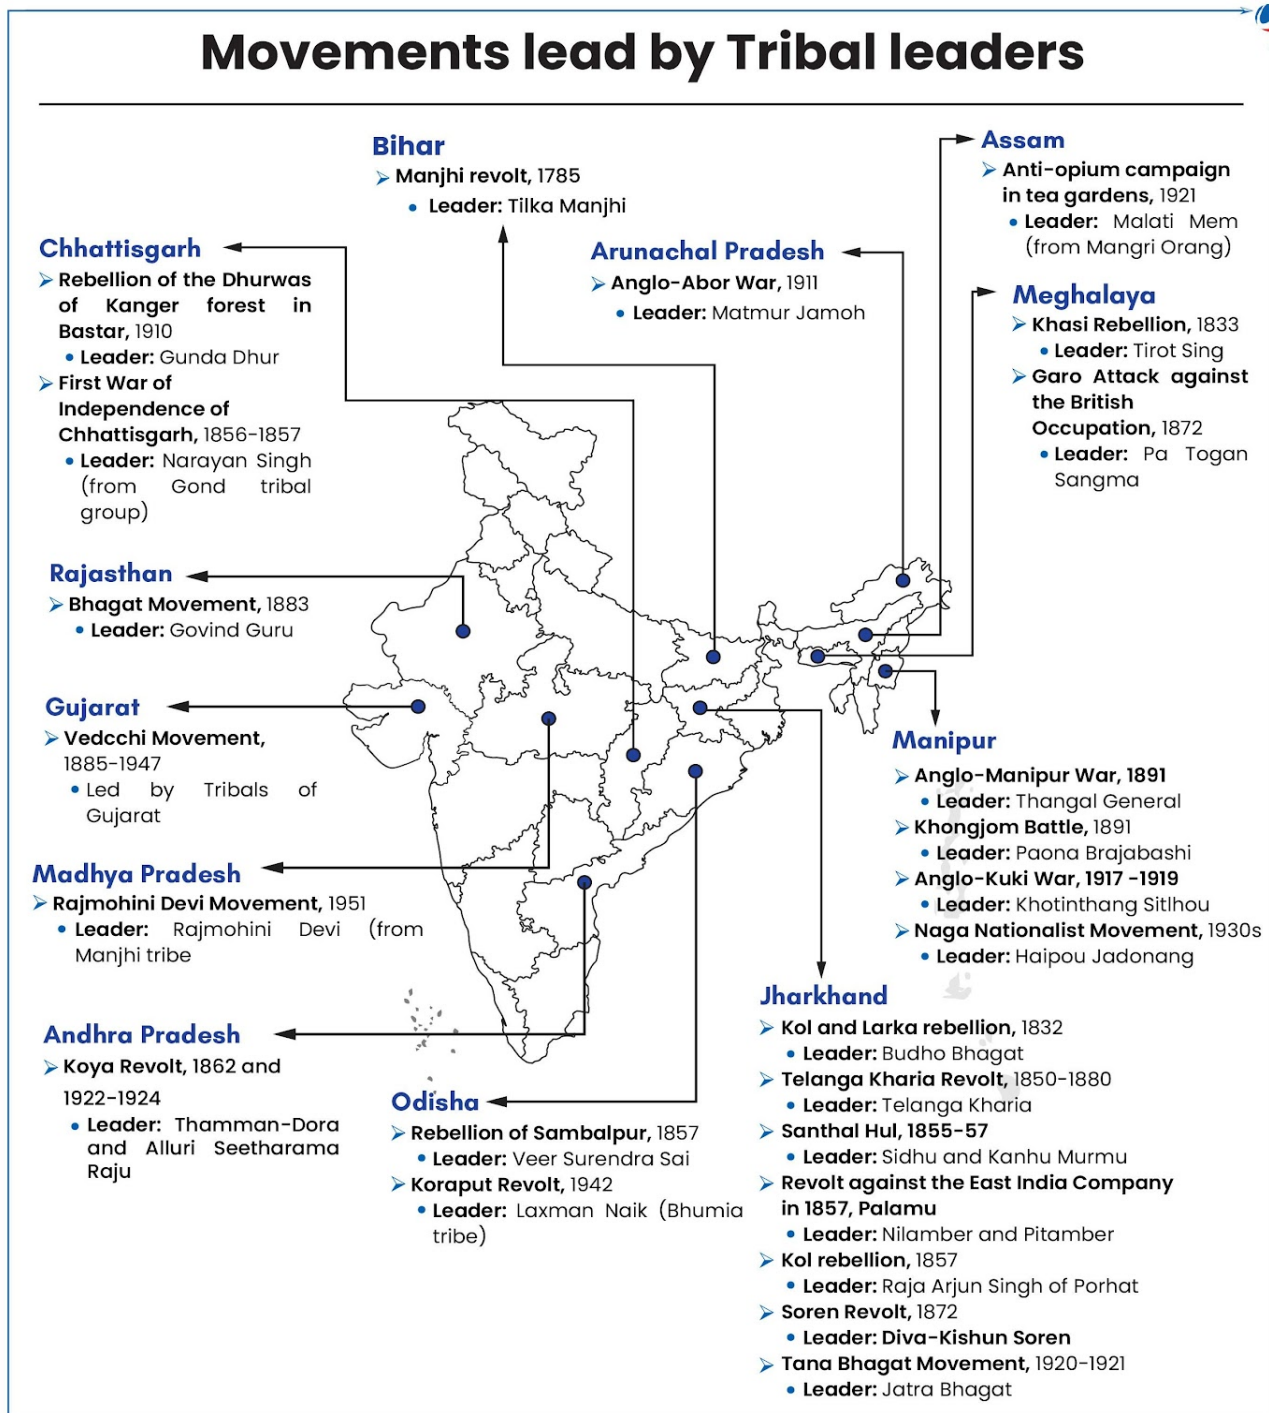 Movements lead by Tribal leaders
Bihar
Manjhi revolt, 1785
Leader: Tilka Manjhi
Assam
Anti-opium campaign
in tea gardens, 1921
Leader: Malati Mem
(from Mangri Orang)
Chhattisgarh
Rebellion of the Dhurwas
of Kanger forest in
Bastar, 1910
Leader: Gunda Dhur
First War of
Independence of
Chhattisgarh, 1856-1857
Leader: Narayan Singh
(from Gond tribal
group)
Arunachal Pradesh
Anglo-Abor War, 1911
Leader: Matmur Jamoh
Meghalaya
Khasi Rebellion, 1833
Leader: Tirot Sing
Garo Attack against
the British
Occupation, 1872
Leader: Pa Togan
Sangma
Rajasthan
Bhagat Movement, 1883
Leader: Govind Guru
Gujarat
Vedcchi Movement,
1885-1947
Led by Tribals of
Gujarat
Manipur
Anglo-Manipur War, 1891
Leader: Thangal General
Khongjom Battle, 1891
Leader: Paona Brajabashi
Anglo-Kuki War, 1917 -1919
Leader: Khotinthang Sitlhou
Naga Nationalist Movement, 1930s
Leader: Haipou Jadonang
Madhya Pradesh
Rajmohini Devi Movement, 1951
Leader: Rajmohini Devi (from
Manjhi tribe
Andhra Pradesh
Koya Revolt, 1862 and
1922-1924
Leader: Thamman-Dora
and Alluri Seetharama
Raju
Odisha
Rebellion of Sambalpur, 1857
Leader: Veer Surendra Sai
Koraput Revolt, 1942
Leader: Laxman Naik (Bhumia
tribe)
Jharkhand
Kol and Larka rebellion, 1832
Leader: Budho Bhagat
Telanga Kharia Revolt, 1850-1880
Leader: Telanga Kharia
Santhal Hul, 1855-57
Leader: Sidhu and Kanhu Murmu
Revolt against the East India Company
in 1857, Palamu
Leader: Nilamber and Pitamber
Kol rebellion, 1857
Leader: Raja Arjun Singh of Porhat
Soren Revolt, 1872
Leader: Diva-Kishun Soren
Tana Bhagat Movement, 1920-1921
Leader: Jatra Bhagat